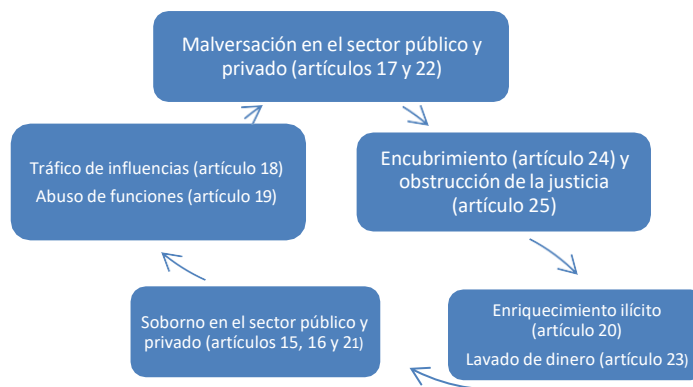 Malversación en el sector público y
privado (artículos 17 y 22)
Tráfico de influencias (artículo 18)
Abuso de funciones (artículo 19)
Encubrimiento (artículo 24) y
obstrucción de la justicia
(artículo 25)
Soborno en el sector público y
privado (artículos 15, 16 y 21)
Enriquecimiento ilícito
(artículo 20)
Lavado de dinero (artículo 23)